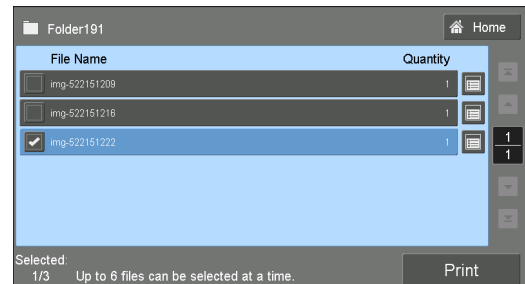 Folder191
Home
File Name Quantity
img-522151209 1
img-522151216 1
img-522151222 1
1
1
Selected:
1/3 Up to 6 files can be selected at a time.
Print